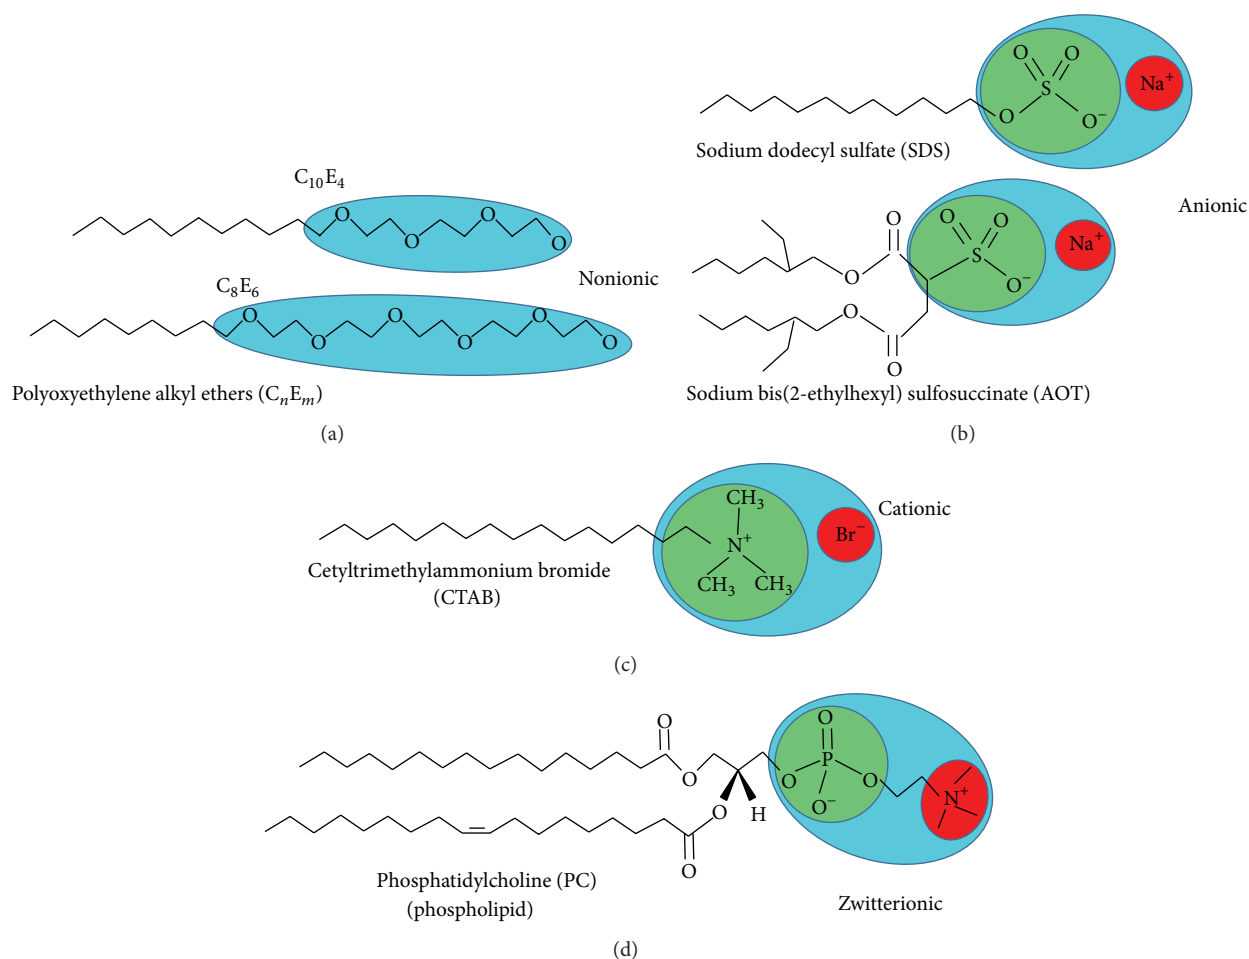 C₁₀E₄
O O O O
Nonionic
C₈E₆
O O O O O O
Polyoxyethylene alkyl ethers (CₙEₘ)
(a)
O O
S
O O⁻
Na⁺
Sodium dodecyl sulfate (SDS)
Anionic
O O O
S
O O⁻
Na⁺
O
O
Sodium bis(2-ethylhexyl) sulfosuccinate (AOT)
(b)
CH₃
N⁺
CH₃ CH₃
Br⁻
Cationic
Cetyltrimethylammonium bromide
(CTAB)
(c)
O O
O O P O
O⁻ N⁺
O H
O
Phosphatidylcholine (PC)
(phospholipid)
Zwitterionic
(d)